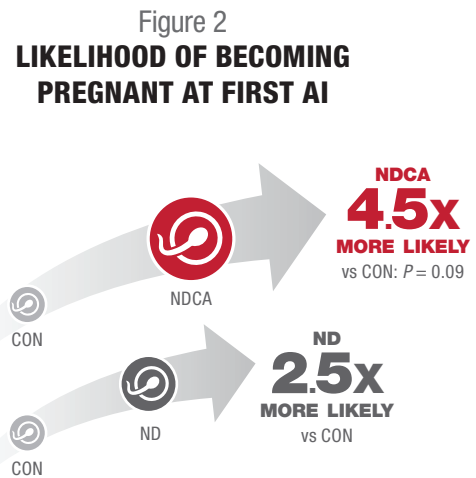 Figure 2
LIKELIHOOD OF BECOMING
PREGNANT AT FIRST AI
NDCA
4.5x
MORE LIKELY
vs CON: P = 0.09
NDCA
CON
ND
2.5x
MORE LIKELY
vs CON
ND
CON